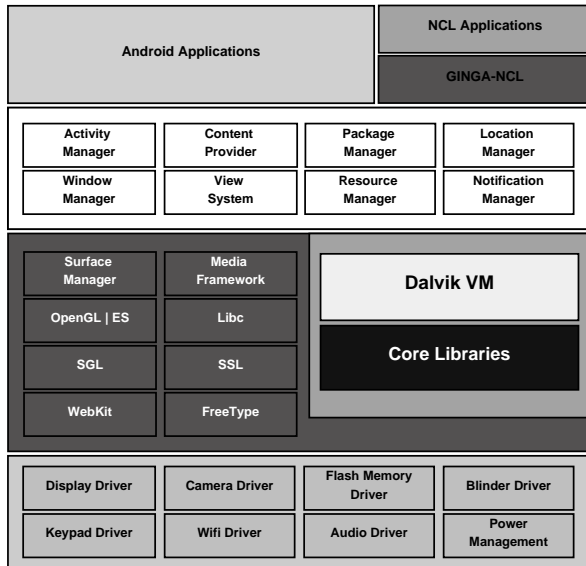 Android Applications
NCL Applications
GINGA-NCL
Activity
Manager
Content
Provider
Package
Manager
Location
Manager
Window
Manager
View
System
Resource
Manager
Notification
Manager
Surface
Manager
Media
Framework
OpenGL | ES
Libc
SGL
SSL
WebKit
FreeType
Dalvik VM
Core Libraries
Display Driver
Camera Driver
Flash Memory
Driver
Blinder Driver
Keypad Driver
Wifi Driver
Audio Driver
Power
Management